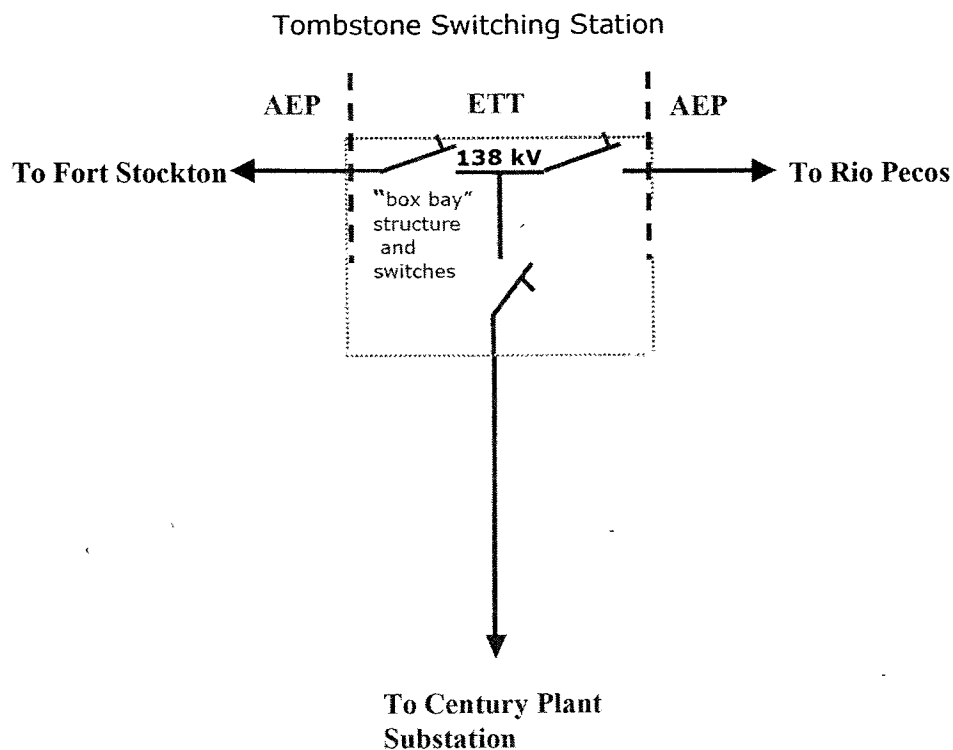 Tombstone Switching Station
AEP
ETT
AEP
To Fort Stockton
138 kV
To Rio Pecos
"box bay"
structure
and
switches
To Century Plant
Substation